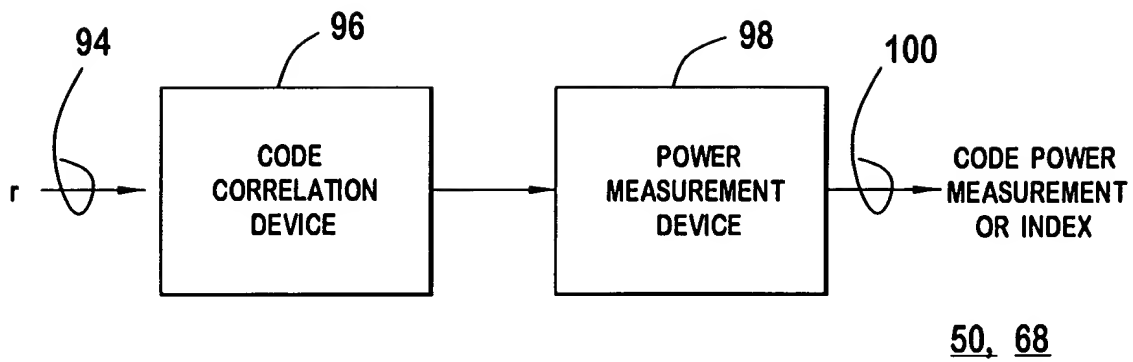 94
96
98
100
r
CODE
CORRELATION
DEVICE
POWER
MEASUREMENT
DEVICE
CODE POWER
MEASUREMENT
OR INDEX
50, 68